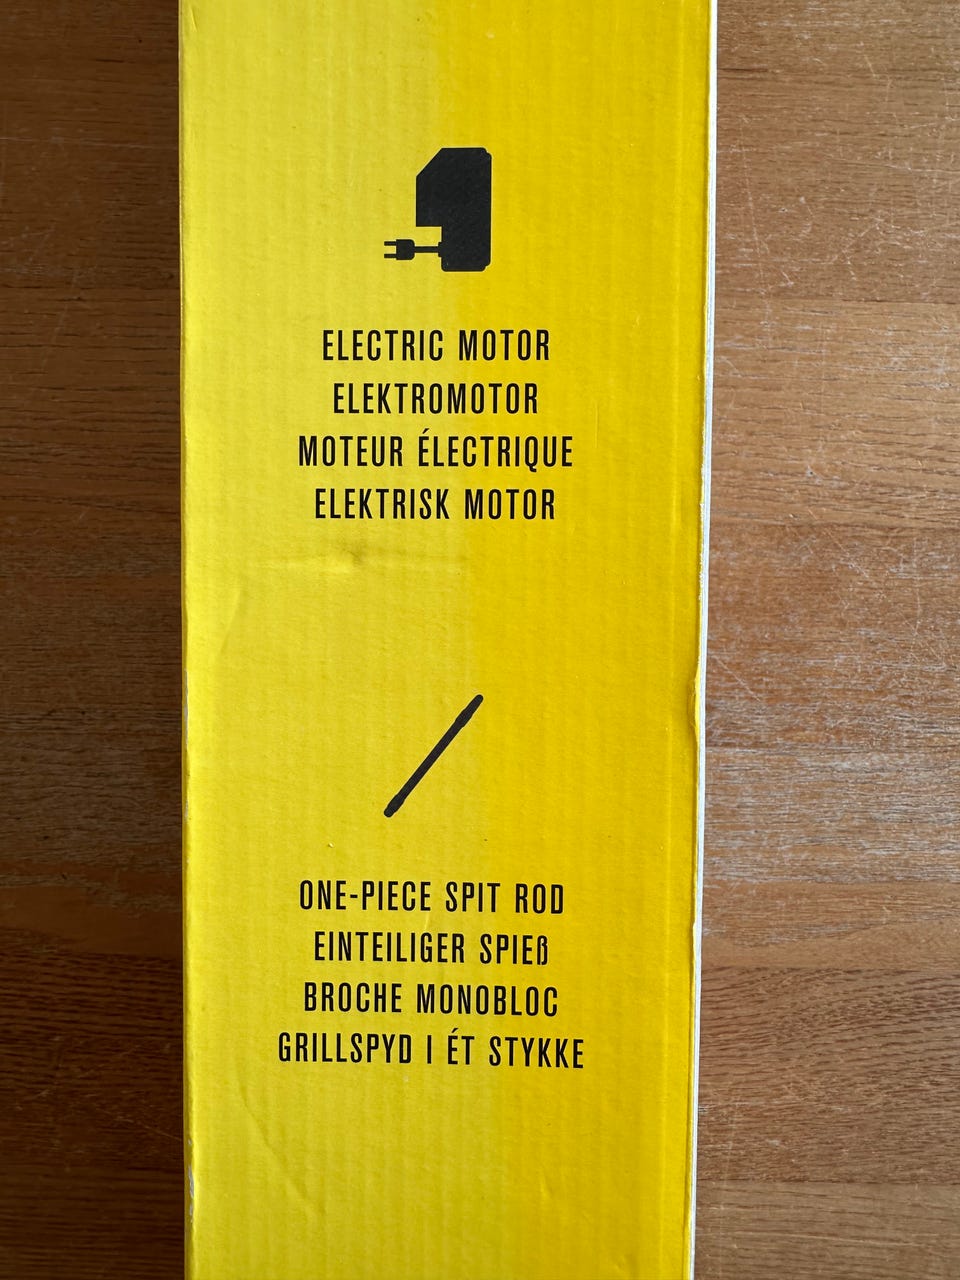 ELECTRIC MOTOR
ELEKTROMOTOR
MOTEUR ÉLECTRIQUE
ELEKTRISK MOTOR
ONE-PIECE SPIT ROD
EINTEILIGER SPIEß
BROCHE MONOBLOC
GRILLSPYD I ÉT STYKKE